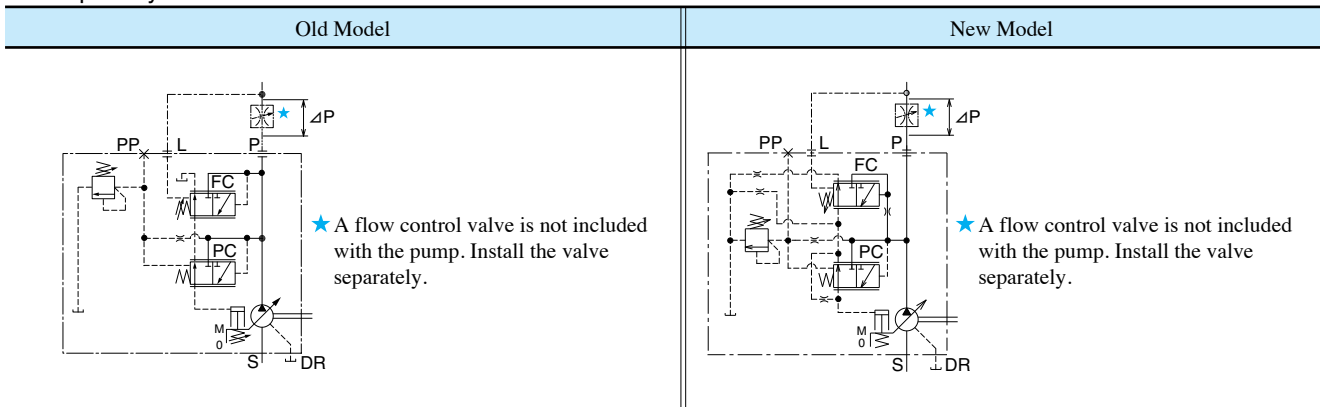 Old Model
New Model
★
⊿P
PP
L
P
FC
PC
M
0
S
DR
★ A flow control valve is not included
with the pump. Install the valve
separately.
★
⊿P
PP
L
P
FC
PC
M
0
S
DR
★ A flow control valve is not included
with the pump. Install the valve
separately.